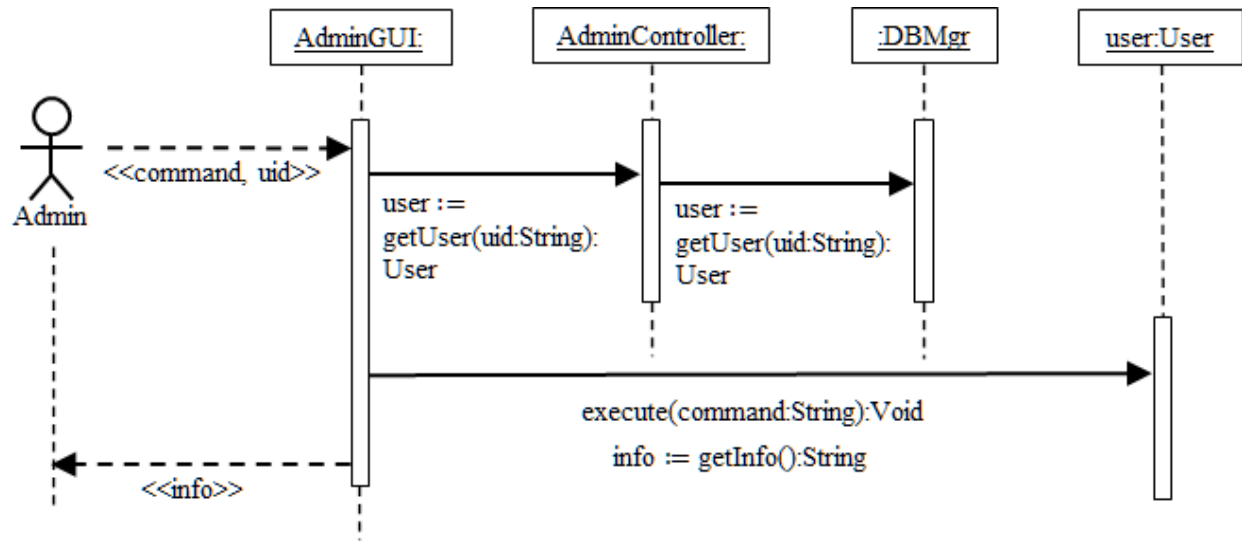 AdminGUI:
AdminController:
:DBMgr
user:User
<<command, uid>>
Admin
user :=
getUser(uid:String):
User
user :=
getUser(uid:String):
User
execute(command:String):Void
info := getInfo():String
<<info>>